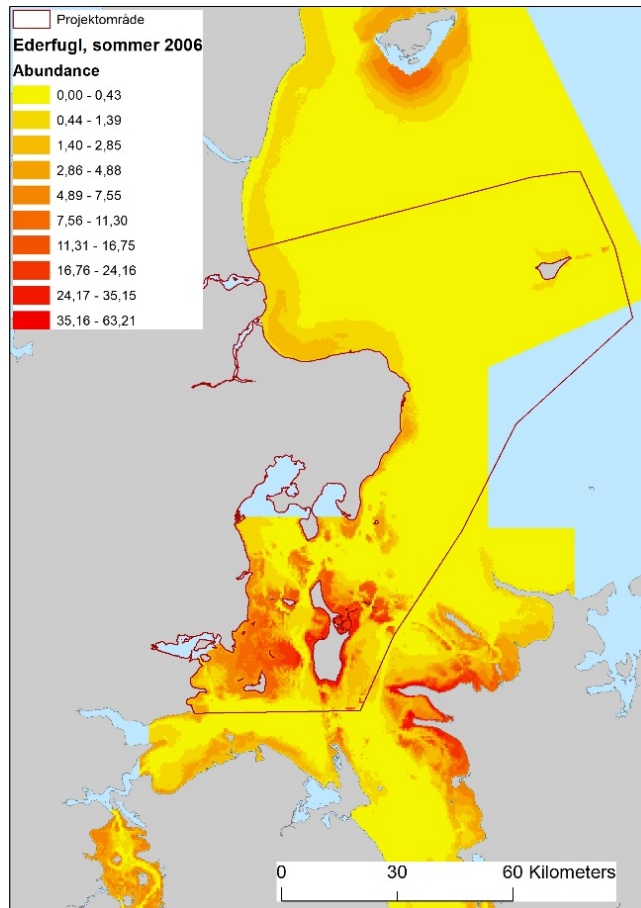 Projektområde
Ederfugl, sommer 2006
Abundance
0,00 - 0,43
0,44 - 1,39
1,40 - 2,85
2,86 - 4,88
4,89 - 7,55
7,56 - 11,30
11,31 - 16,75
16,76 - 24,16
24,17 - 35,15
35,16 - 63,21
0 30 60 Kilometers